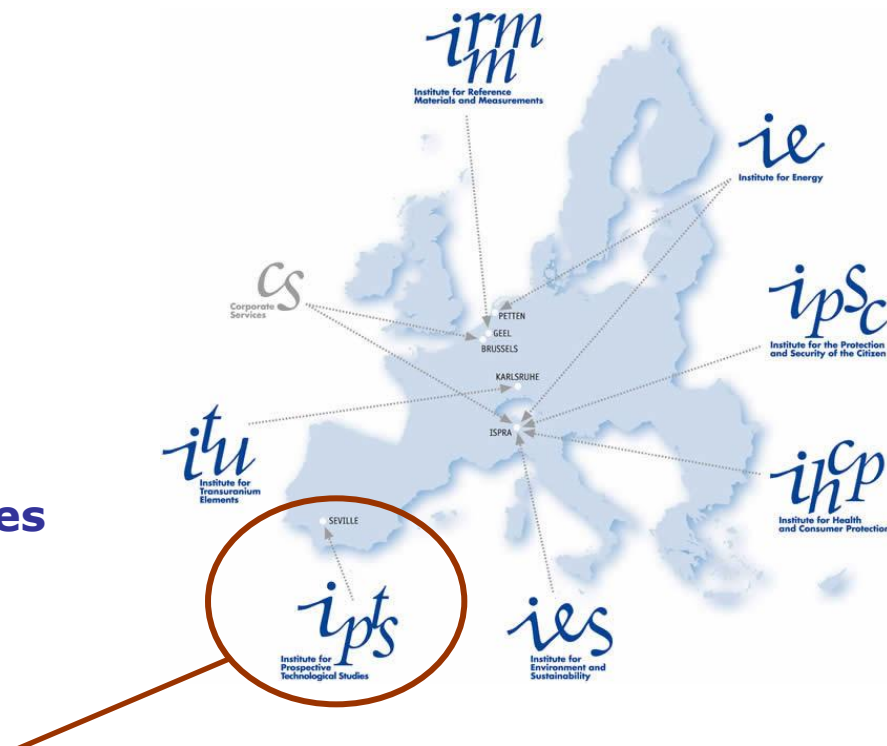 irmm
Institute for Reference
Materials and Measurements
ie
Institute for Energy
cs
Corporate
Services
ipsc
Institute for the Protection
and Security of the Citizen
PETTEN
GEEL
BRUSSELS
KARLSRUHE
ISPRA
itu
Institute for
Transuranium
Elements
ihcp
Institute for Health
and Consumer Protection
es
SEVILLE
ipts
Institute for
Prospective
Technological Studies
ies
Institute for
Environment and
Sustainability